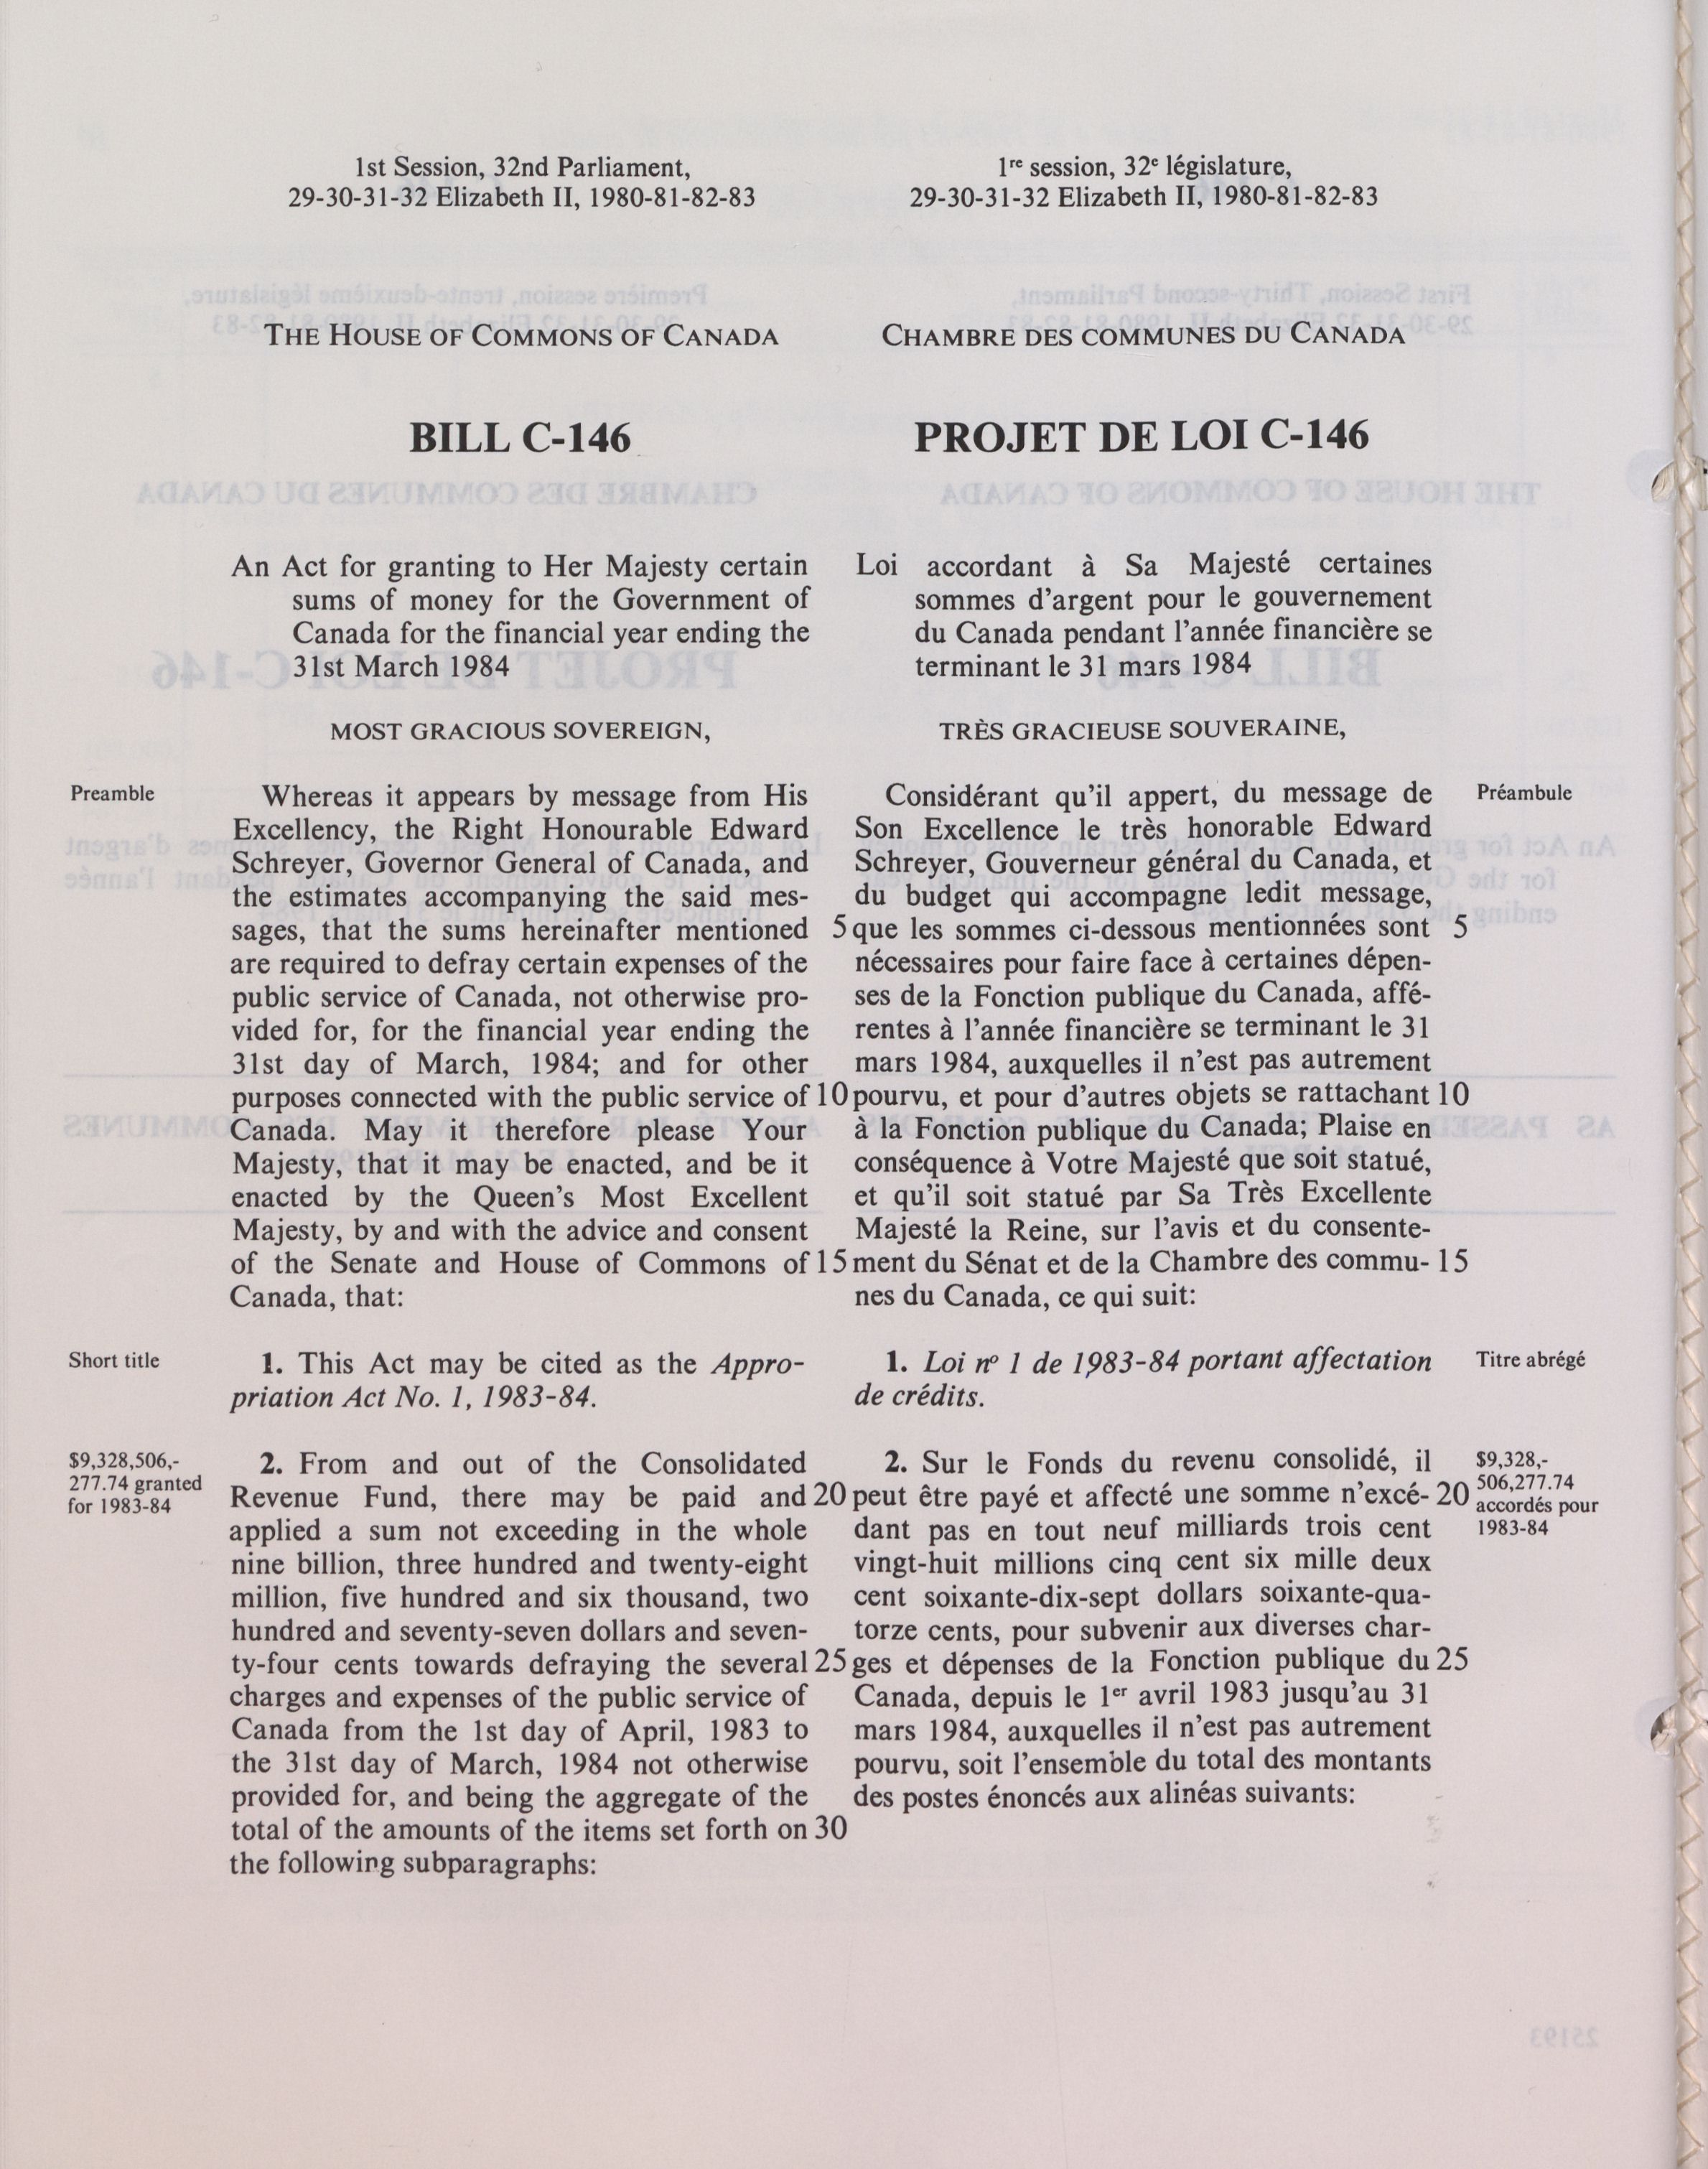 1st Session, 32nd Parliament,
29-30-31-32 Elizabeth II, 1980-81-82-83
THE HOUSE OF COMMONS OF CANADA
BILL C-146
An Act for granting to Her Majesty certain
sums of money for the Government of
Canada for the financial year ending the
31st March 1984
MOST GRACIOUS SOVEREIGN,
Preamble
Whereas it appears by message from His
Excellency, the Right Honourable Edward
Schreyer, Governor General of Canada, and
the estimates accompanying the said mes-
sages, that the sums hereinafter mentioned 5
are required to defray certain expenses of the
public service of Canada, not otherwise pro-
vided for, for the financial year ending the
31st day of March, 1984; and for other
purposes connected with the public service of 10
Canada. May it therefore please Your
Majesty, that it may be enacted, and be it
enacted by the Queen's Most Excellent
Majesty, by and with the advice and consent
of the Senate and House of Commons of 15
Canada, that:
Short title
1. This Act may be cited as the Appro-
priation Act No. 1, 1983-84.
$9,328,506,-
277.74 granted
for 1983-84
2. From and out of the Consolidated
Revenue Fund, there may be paid and 20
applied a sum not exceeding in the whole
nine billion, three hundred and twenty-eight
million, five hundred and six thousand, two
hundred and seventy-seven dollars and seven-
ty-four cents towards defraying the several 25
charges and expenses of the public service of
Canada from the 1st day of April, 1983 to
the 31st day of March, 1984 not otherwise
provided for, and being the aggregate of the
total of the amounts of the items set forth on 30
the following subparagraphs:
1re session, 32e législature,
29-30-31-32 Elizabeth II, 1980-81-82-83
CHAMBRE DES COMMUNES DU CANADA
PROJET DE LOI C-146
Loi accordant à Sa Majesté certaines
sommes d'argent pour le gouvernement
du Canada pendant l'année financière se
terminant le 31 mars 1984
TRÈS GRACIEUSE SOUVERAINE,
Préambule
Considérant qu'il appert, du message de
Son Excellence le très honorable Edward
Schreyer, Gouverneur général du Canada, et
du budget qui accompagne ledit message,
que les sommes ci-dessous mentionnées sont 5
nécessaires pour faire face à certaines dépen-
ses de la Fonction publique du Canada, affé-
rentes à l'année financière se terminant le 31
mars 1984, auxquelles il n'est pas autrement
pourvu, et pour d'autres objets se rattachant 10
à la Fonction publique du Canada; Plaise en
conséquence à Votre Majesté que soit statué,
et qu'il soit statué par Sa Très Excellente
Majesté la Reine, sur l'avis et du consente-
ment du Sénat et de la Chambre des commu- 15
nes du Canada, ce qui suit:
Titre abrégé
1. Loi nº 1 de 1983-84 portant affectation
de crédits.
$9,328,-
506,277.74
accordés pour
1983-84
2. Sur le Fonds du revenu consolidé, il
peut être payé et affecté une somme n'excé- 20
dant pas en tout neuf milliards trois cent
vingt-huit millions cinq cent six mille deux
cent soixante-dix-sept dollars soixante-qua-
torze cents, pour subvenir aux diverses char-
ges et dépenses de la Fonction publique du 25
Canada, depuis le 1er avril 1983 jusqu'au 31
mars 1984, auxquelles il n'est pas autrement
pourvu, soit l'ensemble du total des montants
des postes énoncés aux alinéas suivants: